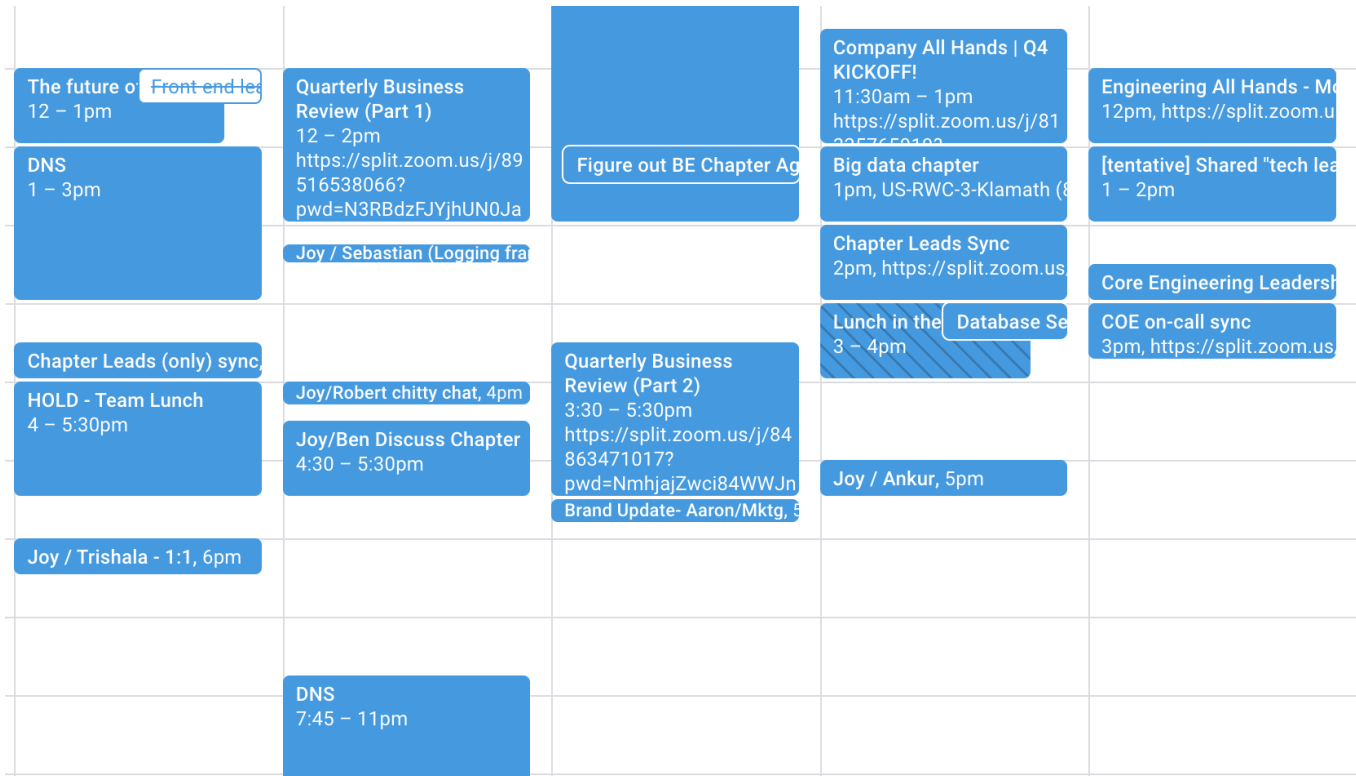 The future
12 – 1pm
Front end
DNS
1 – 3pm
Chapter Leads (only) sync,
HOLD - Team Lunch
4 – 5:30pm
Joy / Trishala - 1:1, 6pm
Quarterly Business
Review (Part 1)
12 – 2pm
https://split.zoom.us/j/89
516538066?
pwd=N3RBdzFJYjhUN0Ja
Joy / Sebastian (Logging
Joy/Robert chitty chat, 4pm
Joy/Ben Discuss Chapter
4:30 – 5:30pm
DNS
7:45 – 11pm
Figure out BE Chapter
Quarterly Business
Review (Part 2)
3:30 – 5:30pm
https://split.zoom.us/j/84
863471017?
pwd=NmhjajZwci84WWJn
Brand Update- Aaron/Mktg,
Company All Hands | Q4
KICKOFF!
11:30am – 1pm
https://split.zoom.us/j/81
Big data chapter
1pm, US-RWC-3-Klamath
Chapter Leads Sync
2pm, https://split.zoom.us
Lunch in the
3 – 4pm
Database
Joy / Ankur, 5pm
Engineering All Hands -
12pm, https://split.zoom.u
[tentative] Shared "tech
1 – 2pm
Core Engineering
COE on-call sync
3pm, https://split.zoom.us